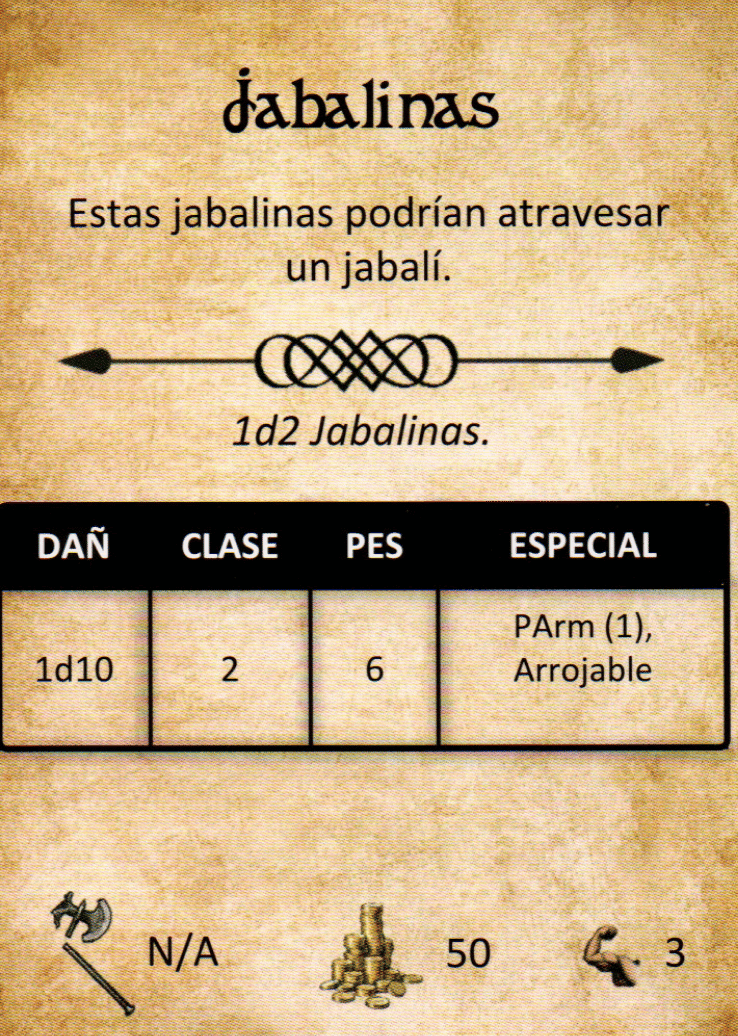 Jabalinas
Estas jabalinas podrían atravesar
un jabalí.
1d2 Jabalinas.
DAÑ CLASE PES ESPECIAL
1d10 2 6 PArm (1),
Arrojable
N/A 50 3